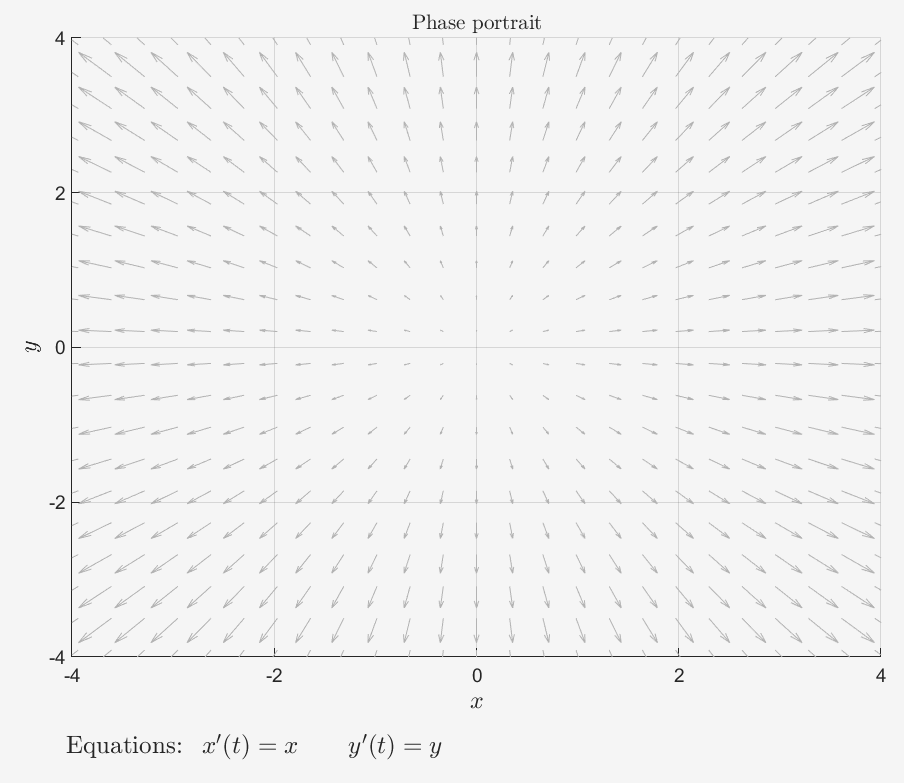 Phase portrait
4
2
0
-2
-4
y
-4 -2 0 2 4
x
Equations: x′(t) = x y′(t) = y